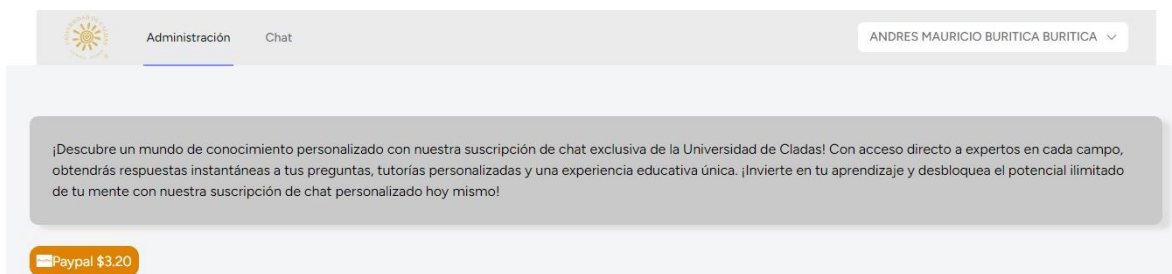 Administración
Chat
ANDRES MAURICIO BURITICA BURITICA
¡Descubre un mundo de conocimiento personalizado con nuestra suscripción de chat exclusiva de la Universidad de Cladas! Con acceso directo a expertos en cada campo,
obtendrás respuestas instantáneas a tus preguntas, tutorías personalizadas y una experiencia educativa única. ¡Invierte en tu aprendizaje y desbloquea el potencial ilimitado
de tu mente con nuestra suscripción de chat personalizado hoy mismo!
Paypal $3.20